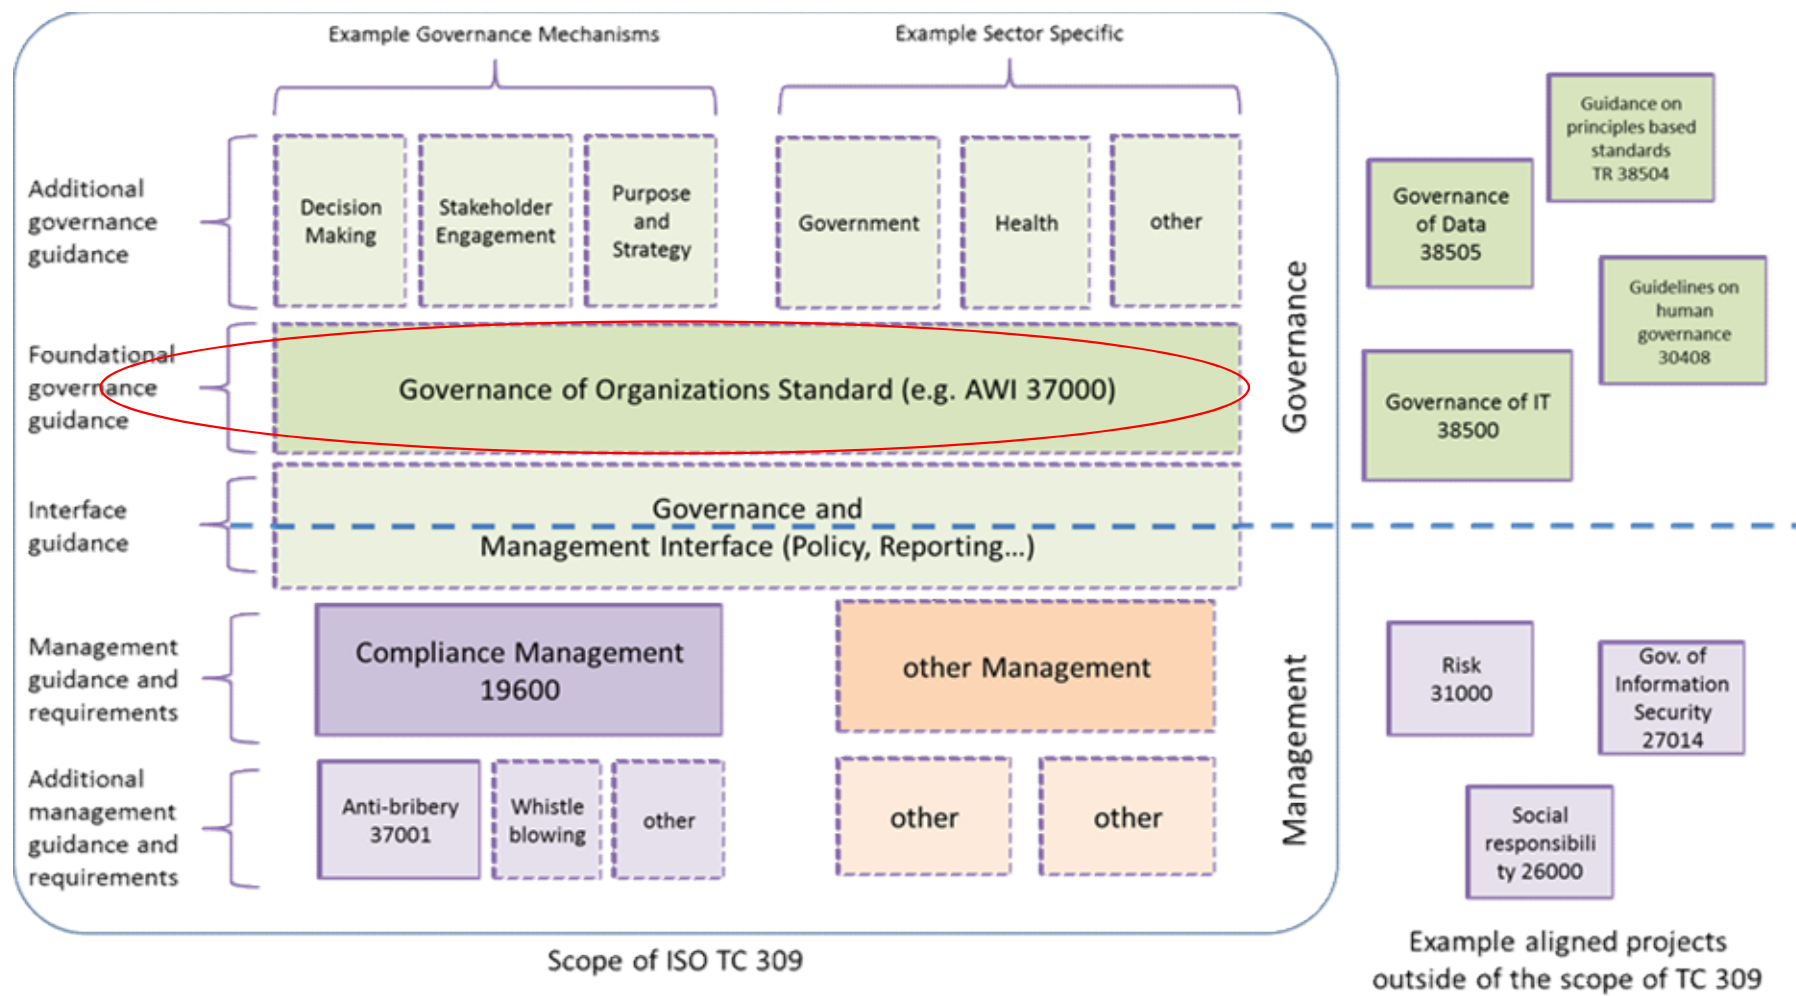 Example Governance Mechanisms
Example Sector Specific
Additional
governance
guidance
Decision
Making
Stakeholder
Engagement
Purpose
and
Strategy
Government
Health
other
Foundational
governance
guidance
Governance of Organizations Standard (e.g. AWI 37000)
Interface
guidance
Governance and
Management Interface (Policy, Reporting...)
Management
guidance and
requirements
Compliance Management
19600
other Management
Additional
management
guidance and
requirements
Anti-bribery
37001
Whistle
blowing
other
other
other
Governance
Management
Scope of ISO TC 309
Guidance on
principles based
standards
TR 38504
Governance
of Data
38505
Guidelines on
human
governance
30408
Governance of IT
38500
Risk
31000
Gov. of
Information
Security
27014
Social
responsibili
ty 26000
Example aligned projects
outside of the scope of TC 309